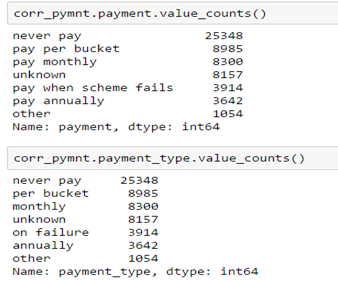 corr_pymnt.payment.value_counts()
never pay 25348
pay per bucket 8985
pay monthly 8300
unknown 8157
pay when scheme fails 3914
pay annually 3642
other 1054
Name: payment, dtype: int64
corr_pymnt.payment_type.value_counts()
never pay 25348
per bucket 8985
monthly 8300
unknown 8157
on failure 3914
annually 3642
other 1054
Name: payment_type, dtype: int64